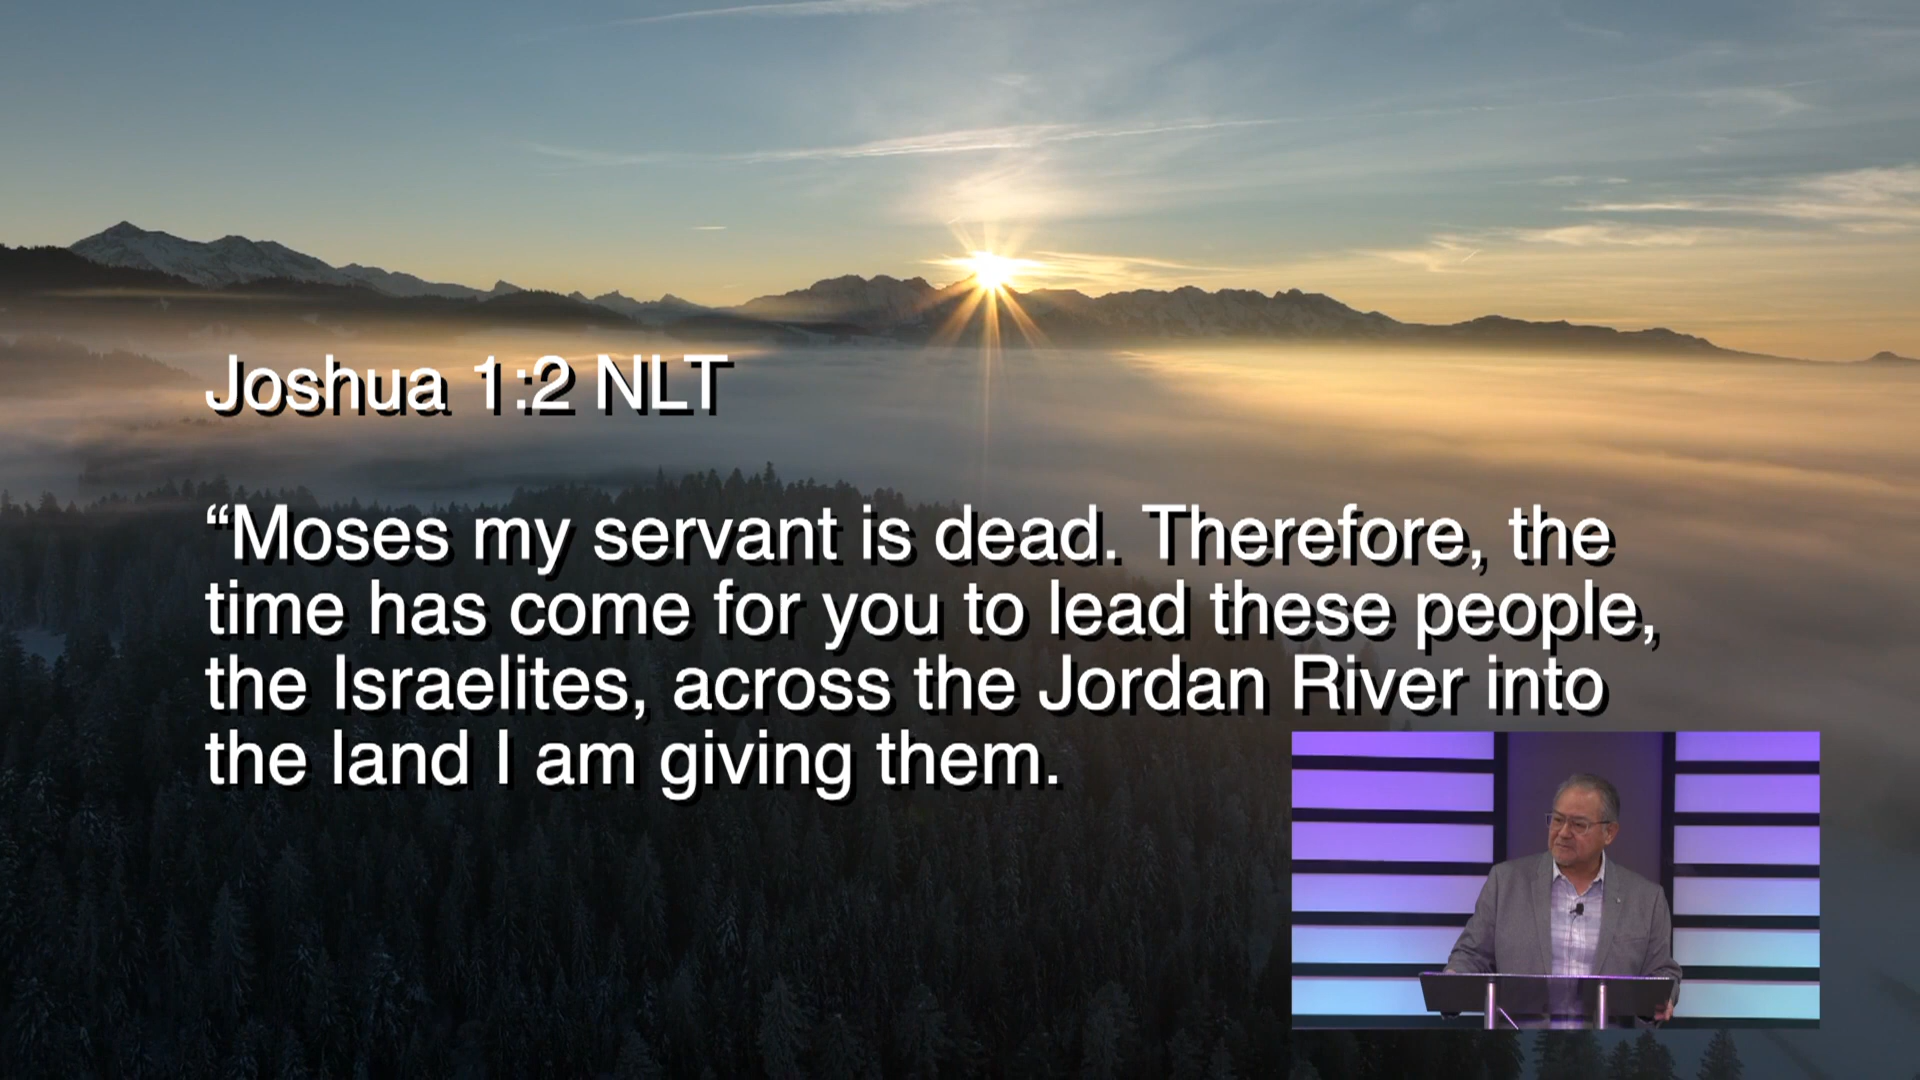 Joshua 1:2 NLT
“Moses my servant is dead. Therefore, the
time has come for you to lead these people,
the Israelites, across the Jordan River into
the land I am giving them.